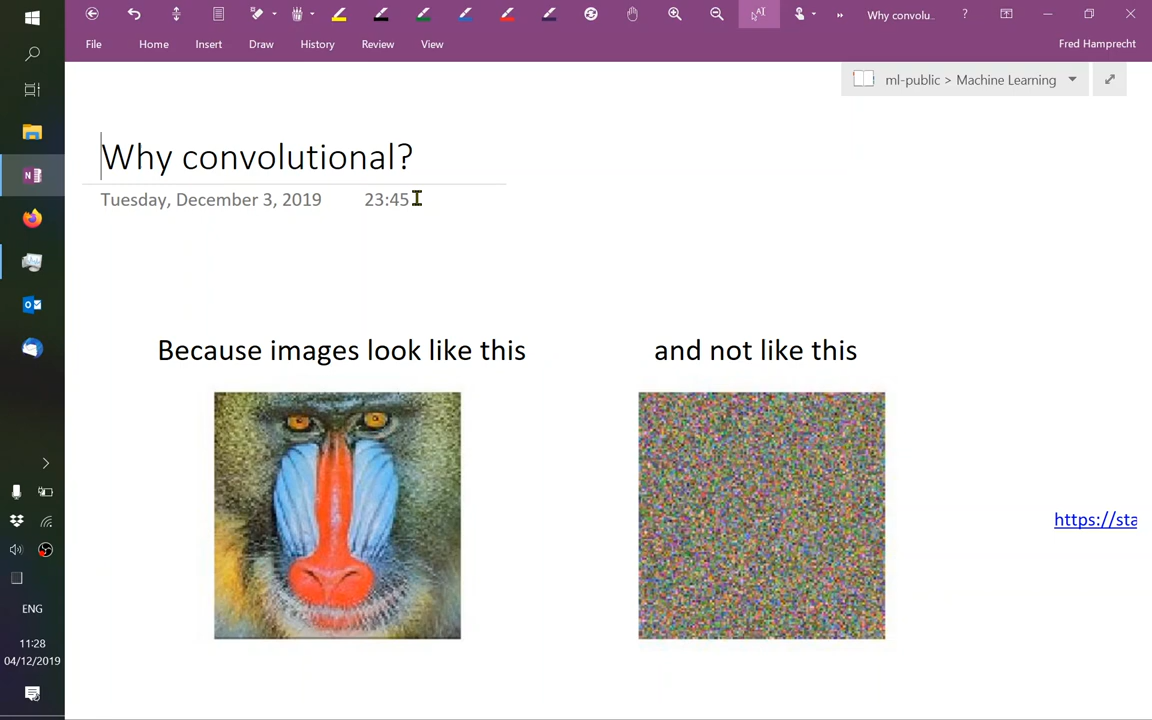 Why convolu..
?
File
Home
Insert
Draw
History
Review
View
Fred Hamprecht
ml-public > Machine Learning
Why convolutional?
Tuesday, December 3, 2019 23:45
Because images look like this
and not like this
https://sta
ENG
11:28
04/12/2019